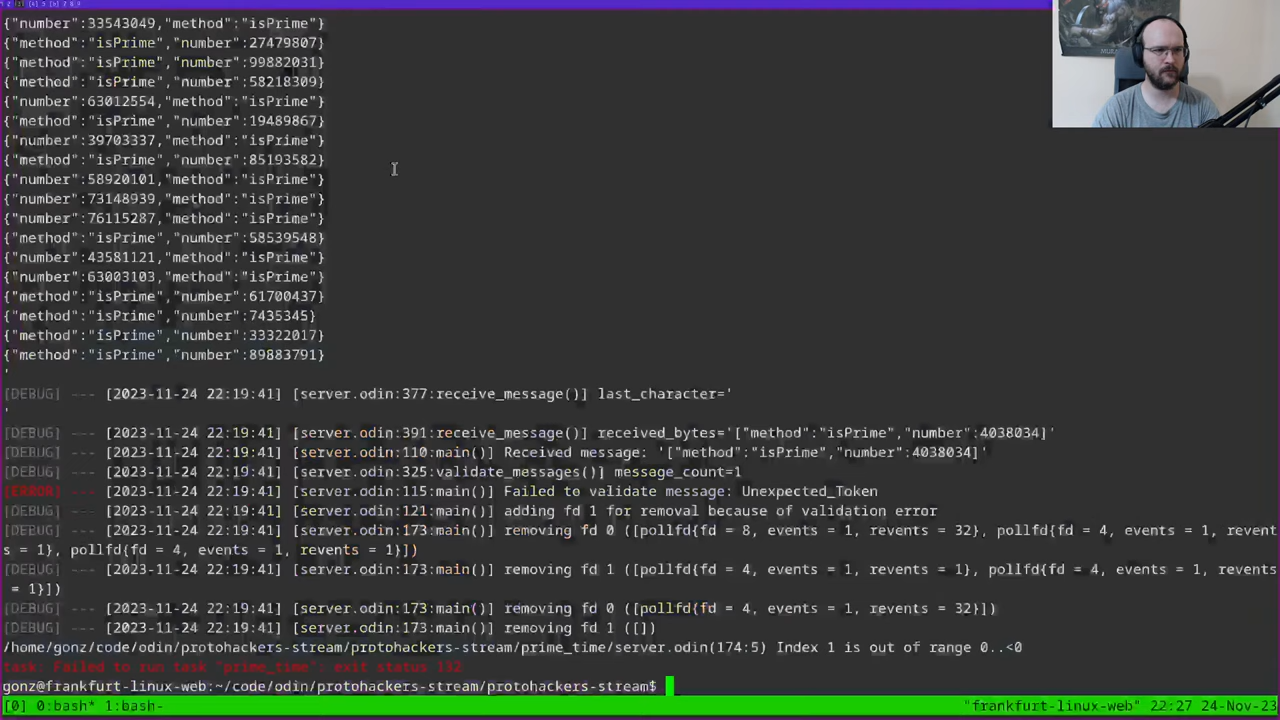 {"number":33543049,"method":"isPrime"}
{"method":"isPrime","number":27479807}
{"method":"isPrime","number":99882031}
{"method":"isPrime","number":58218309}
{"number":63012554,"method":"isPrime"}
{"method":"isPrime","number":19489867}
{"number":39703337,"method":"isPrime"}
{"method":"isPrime","number":85193582}
{"number":58920101,"method":"isPrime"}
{"number":73148939,"method":"isPrime"}
{"number":76115287,"method":"isPrime"}
{"number":58539548,"method":"isPrime"}
{"number":43581121,"method":"isPrime"}
{"number":63003103,"method":"isPrime"}
{"method":"isPrime","number":61700437}
{"method":"isPrime","number":7435345}
{"method":"isPrime","number":33322017}
{"method":"isPrime","number":89883791}
'
[DEBUG] --- [2023-11-24 22:19:41] [server.odin:377:receive_message()] last_character='
'
[DEBUG] --- [2023-11-24 22:19:41] [server.odin:391:receive_message()] received_bytes='["method":"isPrime","number":4038034]'
[DEBUG] --- [2023-11-24 22:19:41] [server.odin:110:main()] Received message: '["method":"isPrime","number":4038034]'
[DEBUG] --- [2023-11-24 22:19:41] [server.odin:325:validate_messages()] message_count=1
[ERROR] --- [2023-11-24 22:19:41] [server.odin:115:main()] Failed to validate message: Unexpected_Token
[DEBUG] --- [2023-11-24 22:19:41] [server.odin:121:main()] adding fd 1 for removal because of validation error
[DEBUG] --- [2023-11-24 22:19:41] [server.odin:173:main()] removing fd 0 ([pollfd{fd = 8, events = 1, revents = 32}, pollfd{fd = 4, events = 1, revent
s = 1}, pollfd{fd = 4, events = 1, revents = 1}])
[DEBUG] --- [2023-11-24 22:19:41] [server.odin:173:main()] removing fd 1 ([pollfd{fd = 4, events = 1, revents = 1}, pollfd{fd = 4, events = 1, revents
= 1}])
[DEBUG] --- [2023-11-24 22:19:41] [server.odin:173:main()] removing fd 0 ([pollfd{fd = 4, events = 1, revents = 32}])
[DEBUG] --- [2023-11-24 22:19:41] [server.odin:173:main()] removing fd 1 ([])
/home/gonz/code/odin/protohackers-stream/protohackers-stream/prime_time/server.odin(174:5) Index 1 is out of range 0..<0
task: Failed to run task "prime_time": exit status 132
gonz@frankfurt-linux-web:~/code/odin/protohackers-stream/protohackers-stream$
[0] 0:bash* 1:bash- "frankfurt-linux-web" 22:27 24-Nov-23